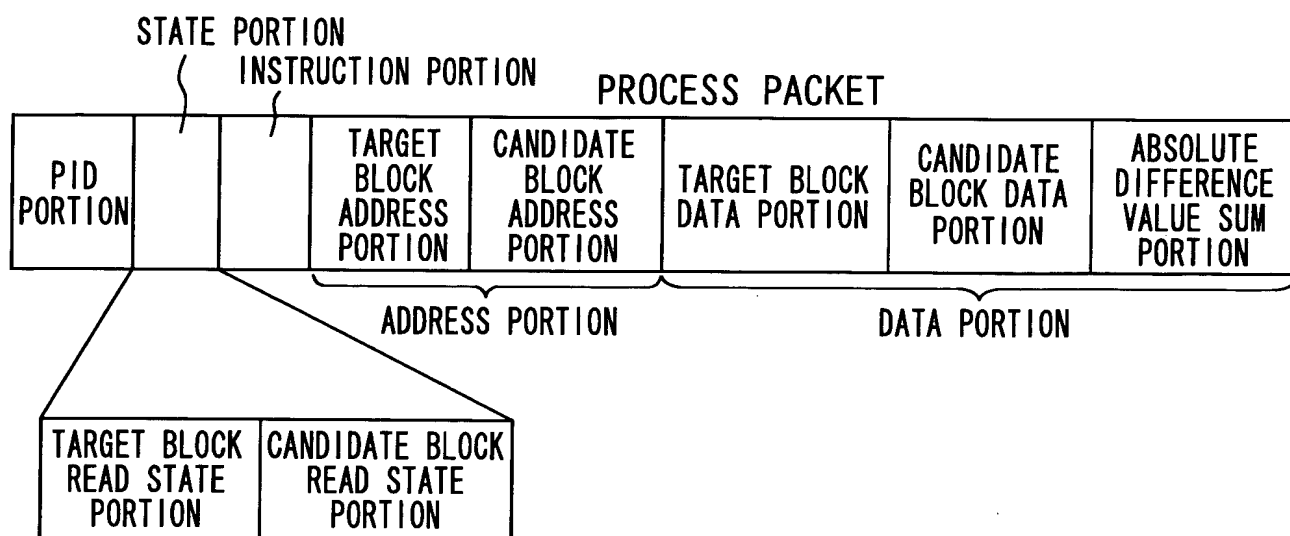 STATE PORTION
INSTRUCTION PORTION
PROCESS PACKET
PID
PORTION
TARGET
BLOCK
ADDRESS
PORTION
CANDIDATE
BLOCK
ADDRESS
PORTION
TARGET BLOCK
DATA PORTION
CANDIDATE
BLOCK DATA
PORTION
ABSOLUTE
DIFFERENCE
VALUE SUM
PORTION
ADDRESS PORTION
DATA PORTION
TARGET BLOCK
READ STATE
PORTION
CANDIDATE BLOCK
READ STATE
PORTION